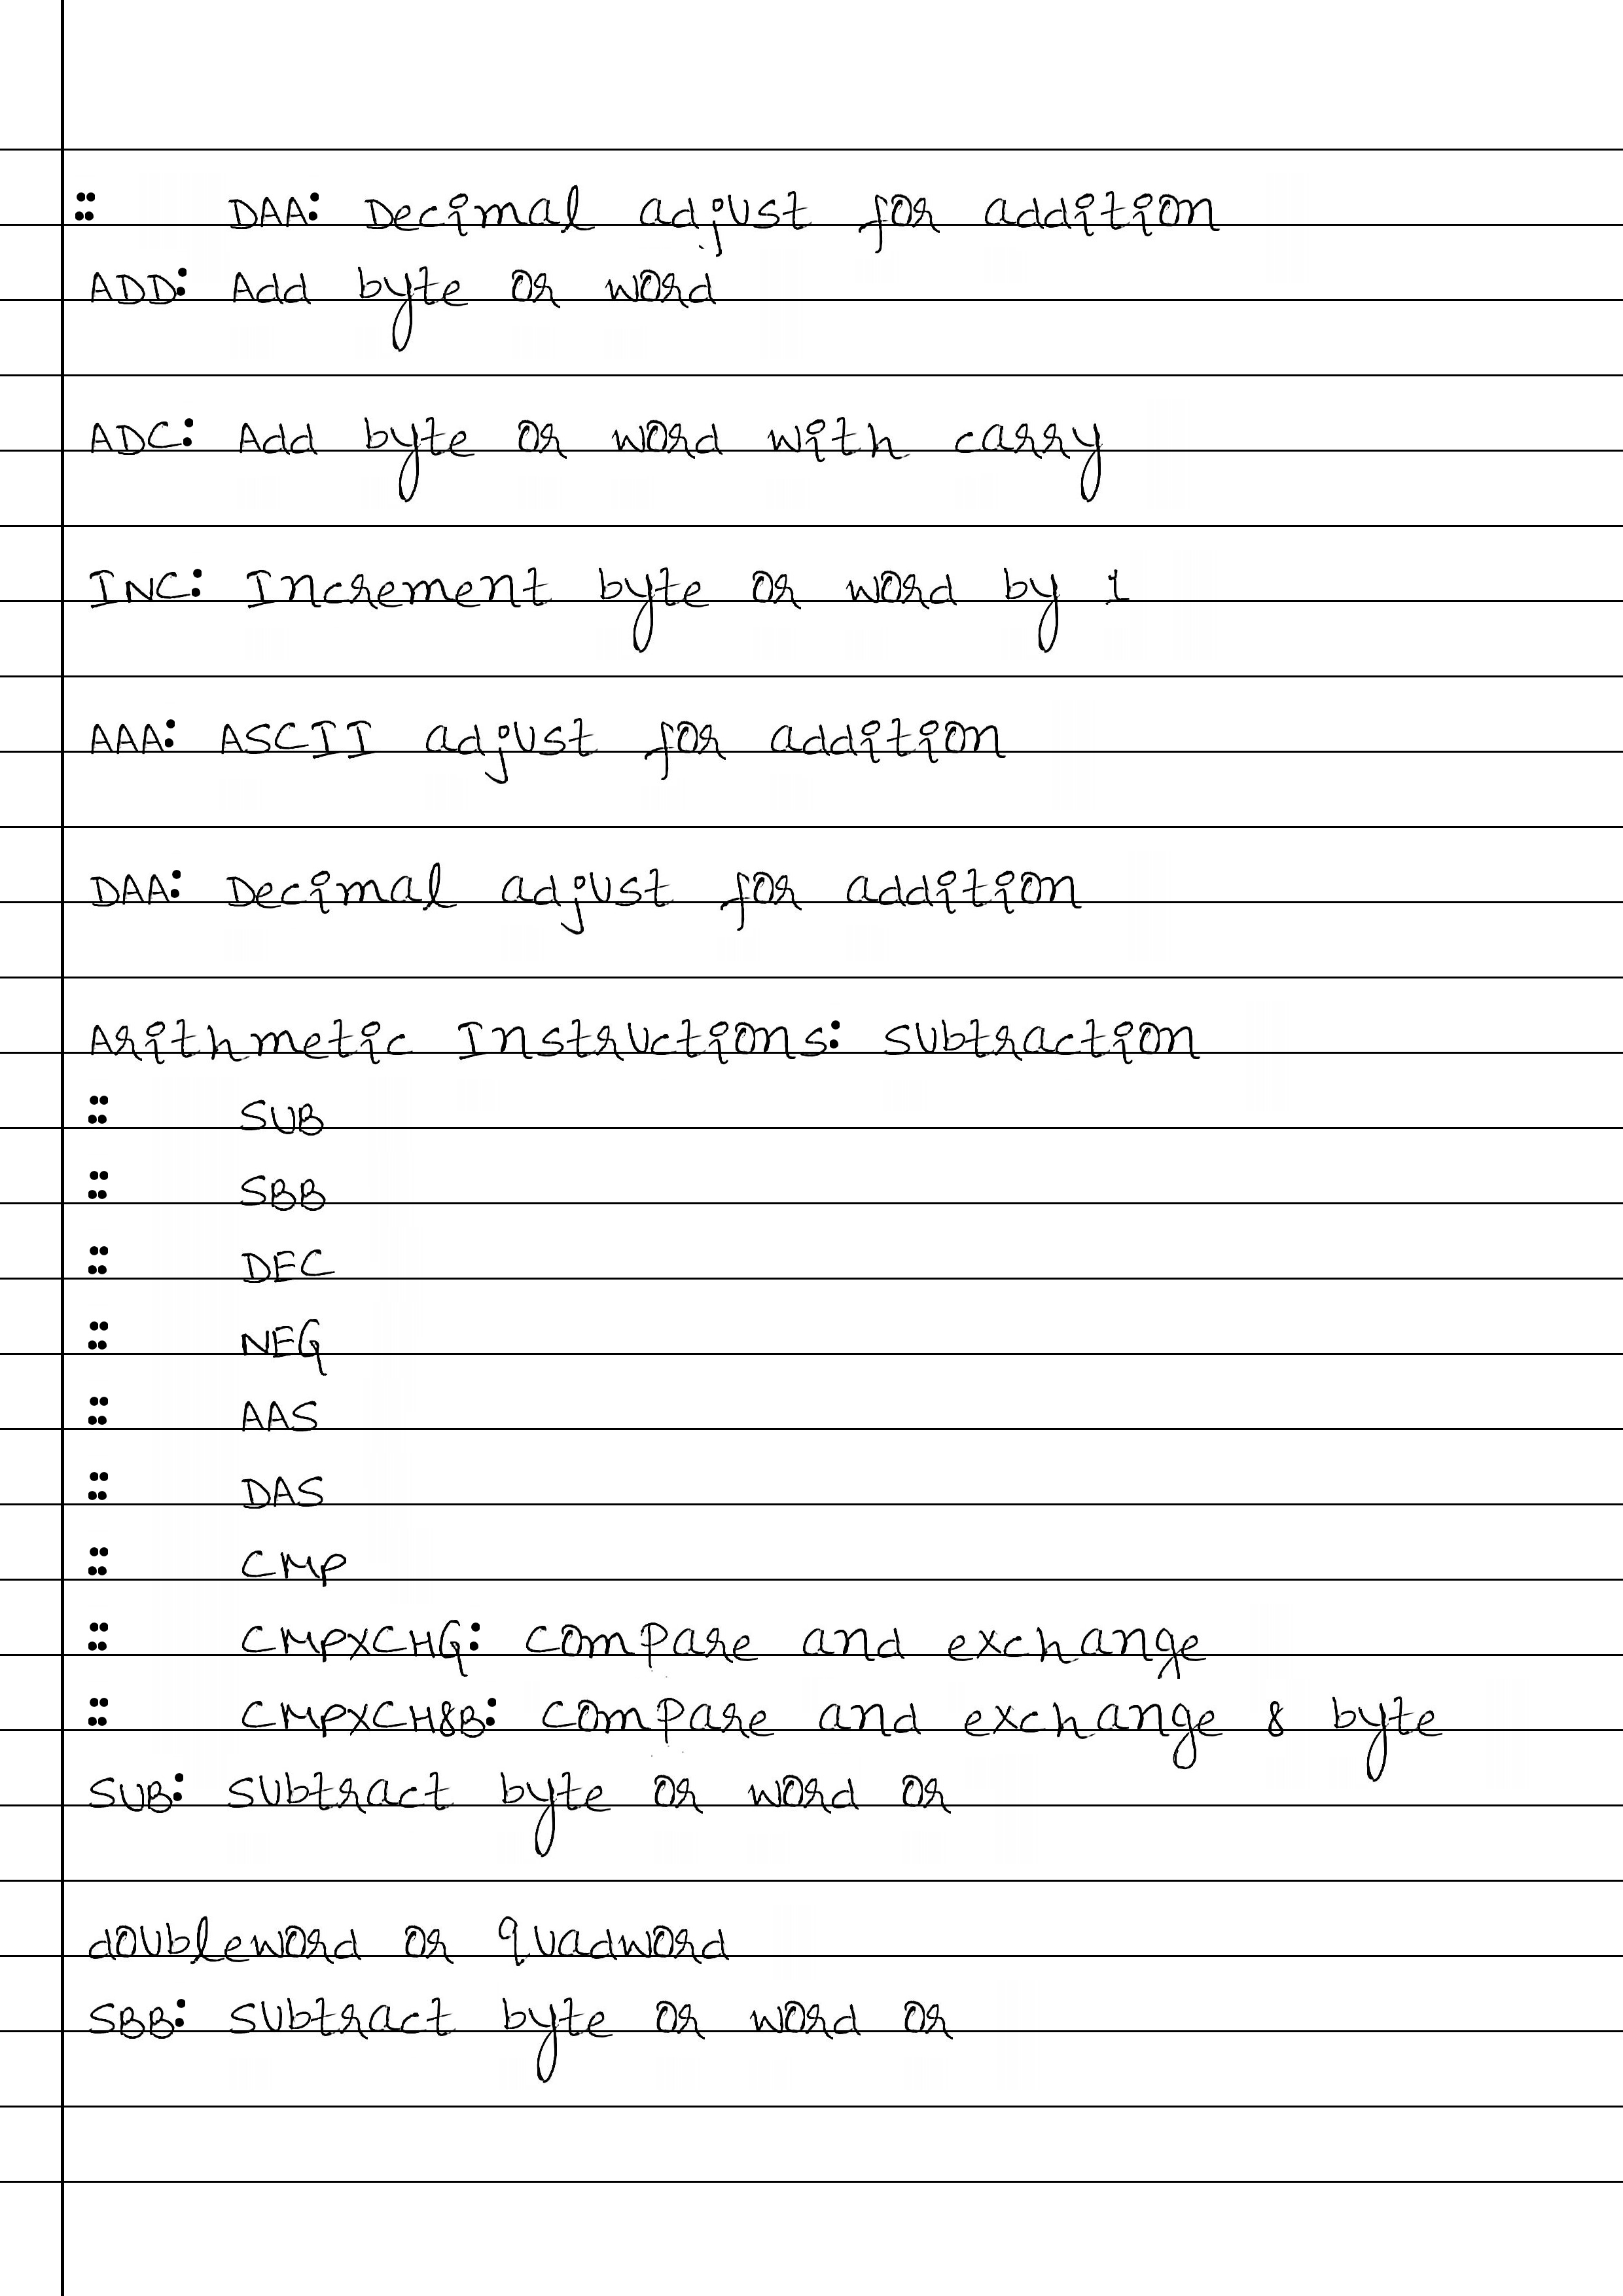 :: DAA: Decimal adjust for addition
ADD: Add byte or word
ADC: Add byte or word with carry
INC: Increment byte or word by 1
AAA: ASCII adjust for addition
DAA: Decimal adjust for addition
Arithmetic Instructions: Subtraction
:: SUB
:: SBB
:: DEC
:: NEG
:: AAS
:: DAS
:: CMP
:: CMPXCHG: compare and exchange
:: CMPXCH8B: compare and exchange 8 byte
SUB: Subtract byte or word or
doubleword or quadword
SBB: Subtract byte or word or